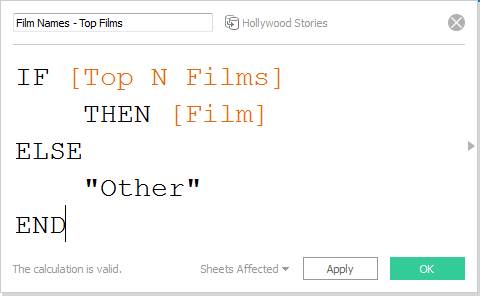 Film Names - Top Films
Hollywood Stories
IF [Top N Films]
THEN [Film]
ELSE
"Other"
END
The calculation is valid.
Sheets Affected
Apply
OK